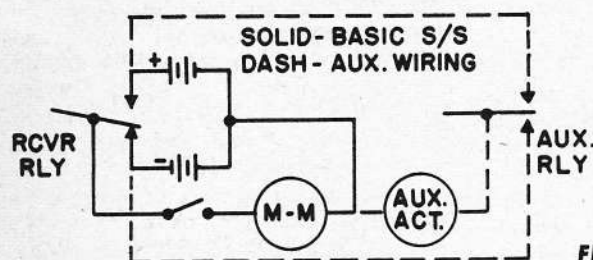 SOLID-BASIC S/S
DASH-AUX. WIRING
+
RCVR
RLY
-
M-M
AUX.
ACT.
AUX.
RLY